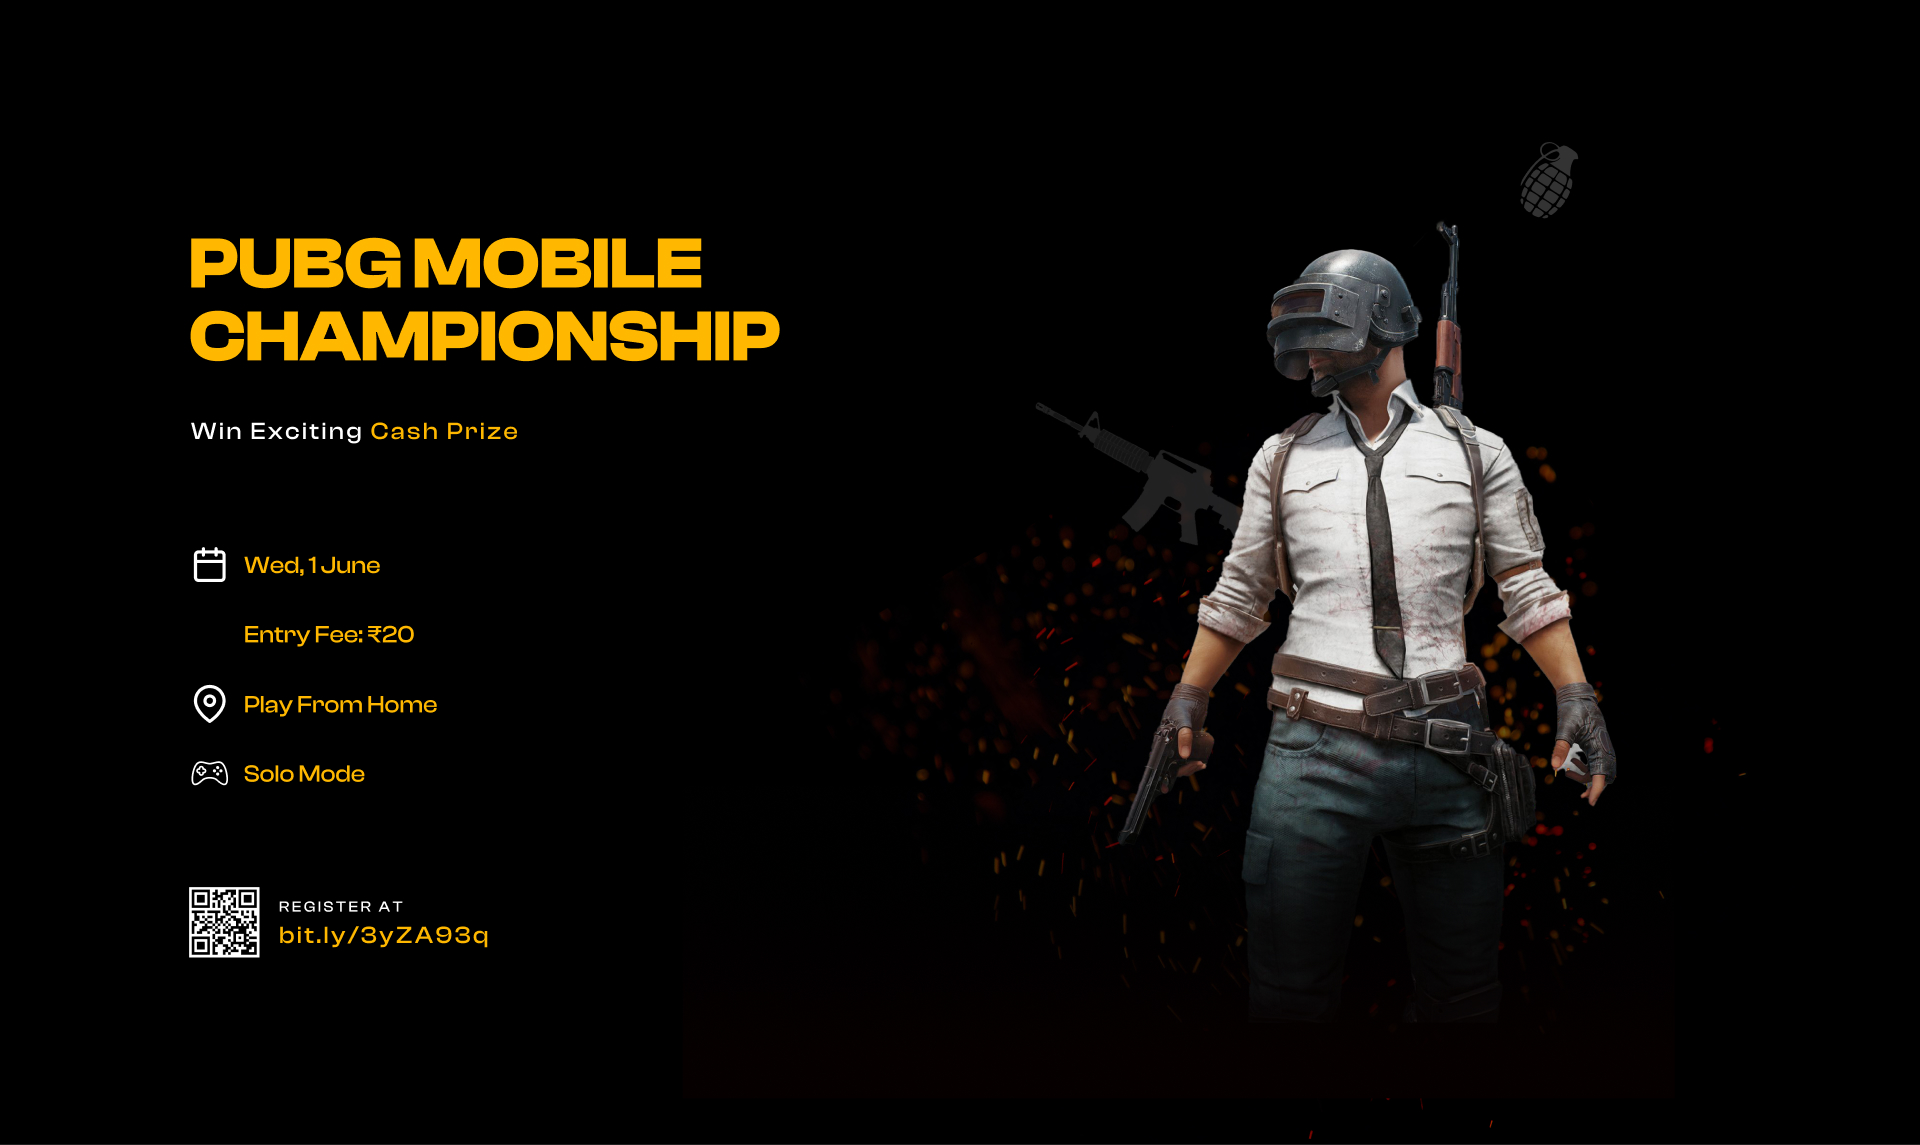 PUBG MOBILE
CHAMPIONSHIP
Win Exciting Cash Prize
Wed, 1 June
Entry Fee: ₹20
Play From Home
Solo Mode
REGISTER AT
bit.ly/3yZA93q